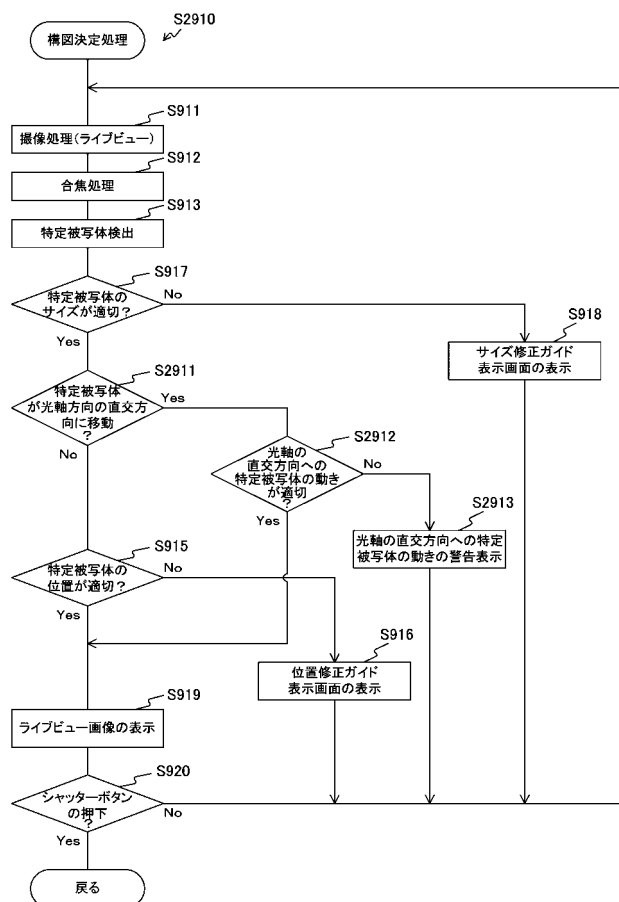 S2910
構図決定処理
S911
撮像処理(ライブビュー)
S912
合焦処理
S913
特定被写体検出
S917
特定被写体の
サイズが適切?
No
Yes
S918
サイズ修正ガイド
表示画面の表示
S2911
特定被写体
が光軸方向の直交方
向に移動
?
Yes
No
S2912
光軸の
直交方向への
特定被写体の動き
が適切
?
No
Yes
S2913
光軸の直交方向への特定
被写体の動きの警告表示
S915
特定被写体の
位置が適切?
No
Yes
S916
位置修正ガイド
表示画面の表示
S919
ライブビュー画像の表示
S920
シャッターボタン
の押下
?
No
Yes
戻る